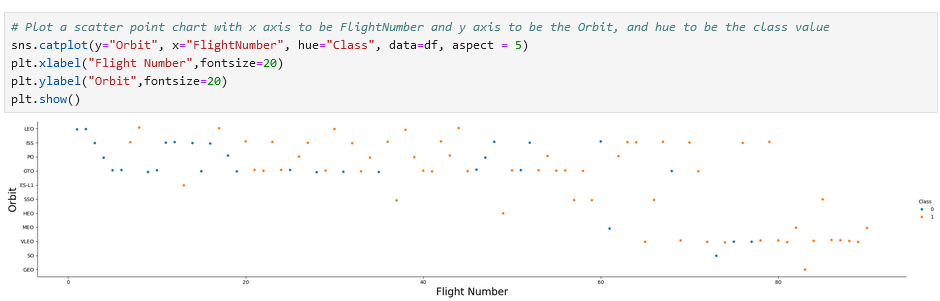 # Plot a scatter point chart with x axis to be FlightNumber and y axis to be the Orbit, and hue to be the class value
sns.catplot(y="Orbit", x="FlightNumber", hue="Class", data=df, aspect = 5)
plt.xlabel("Flight Number",fontsize=20)
plt.ylabel("Orbit",fontsize=20)
plt.show()
LEO
ISS
PO
GTO
ES-L1
SSO
HEO
MEO
VLEO
SO
GEO
Orbit
Class
0
1
0 20 40 60 80
Flight Number